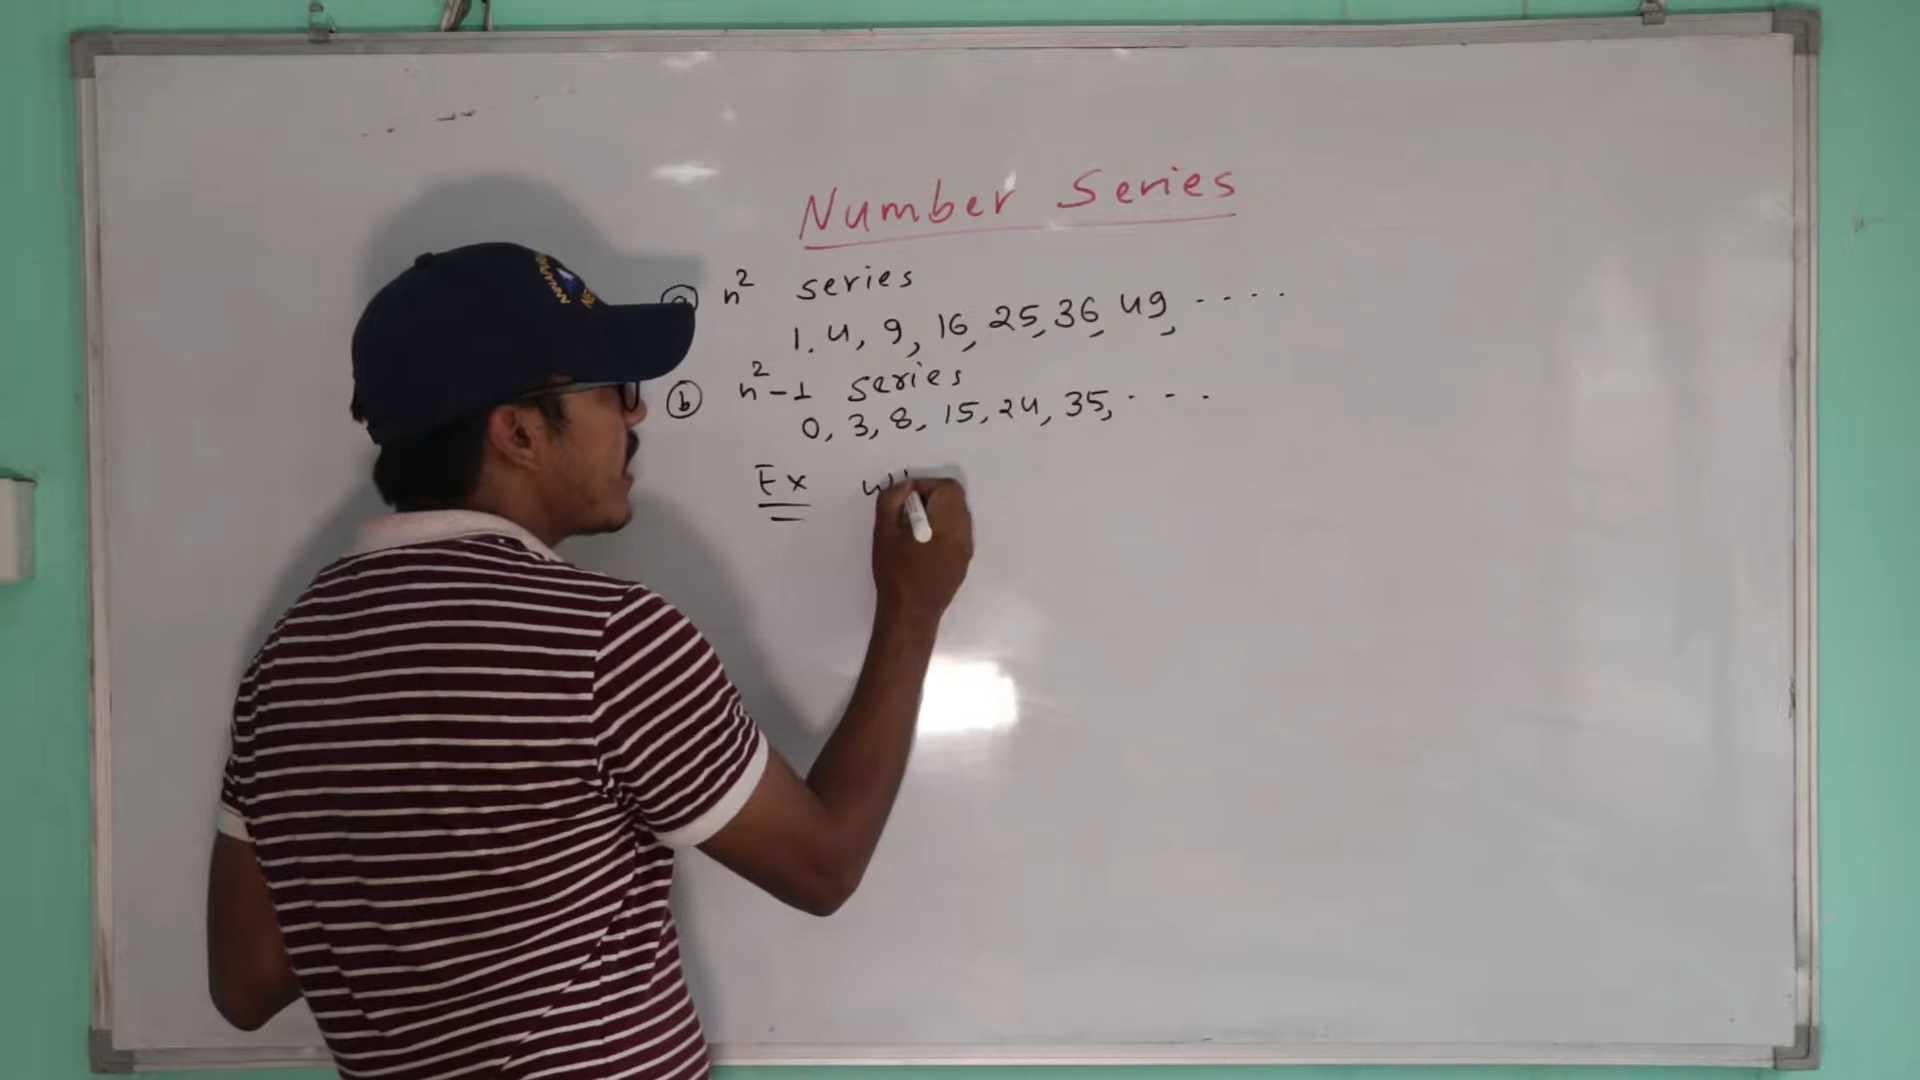 Number Series
ⓐ n² series
1, 4, 9, 16, 25, 36, 49, ....
ⓑ n²-1 series
0, 3, 8, 15, 24, 35, ...
Ex